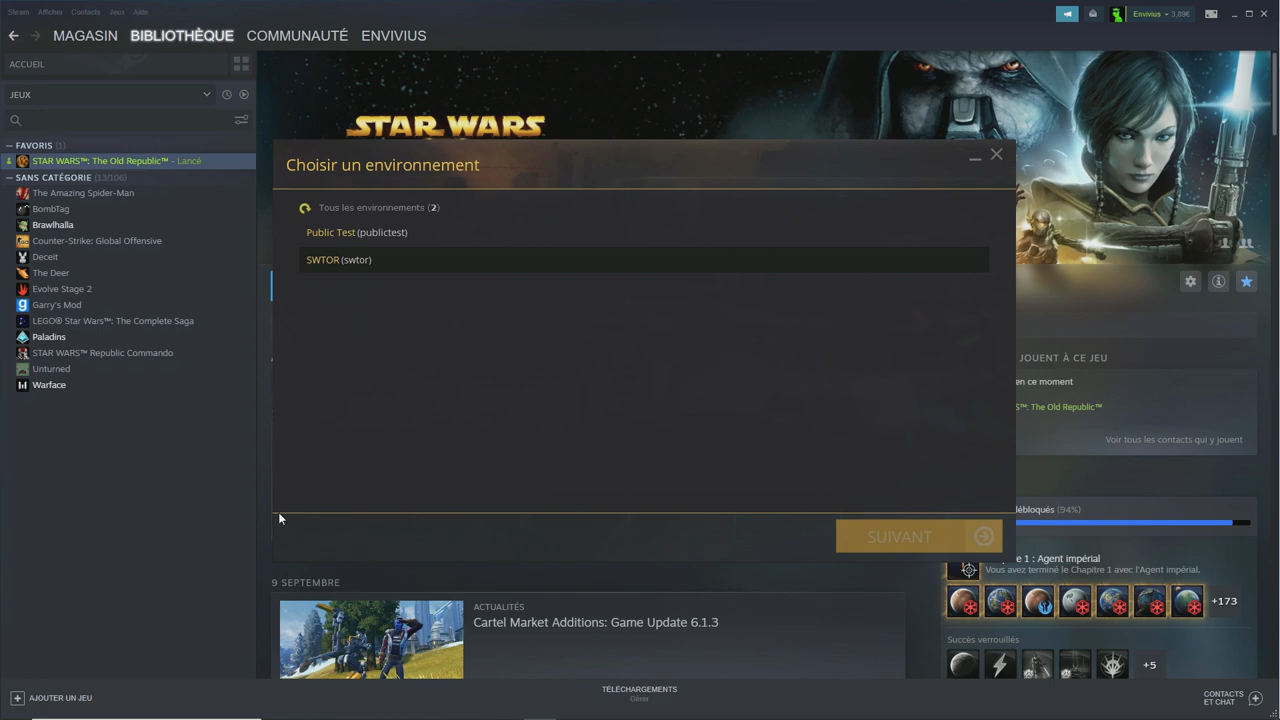 Steam Afficher Contacts Jeux Aide
Envivius 3,89€
MAGASIN BIBLIOTHÈQUE COMMUNAUTÉ ENVIVIUS
ACCUEIL
JEUX
FAVORIS (1)
STAR WARS™: The Old Republic™ - Lancé
SANS CATÉGORIE (13/106)
The Amazing Spider-Man
BombTag
Brawlhalla
Counter-Strike: Global Offensive
Deceit
The Deer
Evolve Stage 2
Garry's Mod
LEGO® Star Wars™: The Complete Saga
Paladins
STAR WARS™ Republic Commando
Unturned
Warface
AJOUTER UN JEU
STAR WARS
Choisir un environnement
Tous les environnements (2)
Public Test (publictest)
SWTOR (swtor)
SUIVANT
JOUENT À CE JEU
en ce moment
The Old Republic™
Voir tous les contacts qui y jouent
débloqués (94%)
1 : Agent impérial
Vous avez terminé le Chapitre 1 avec l'Agent impérial.
+173
Succès verrouillés
+5
9 SEPTEMBRE
ACTUALITÉS
Cartel Market Additions: Game Update 6.1.3
TÉLÉCHARGEMENTS
Gérer
CONTACTS
ET CHAT